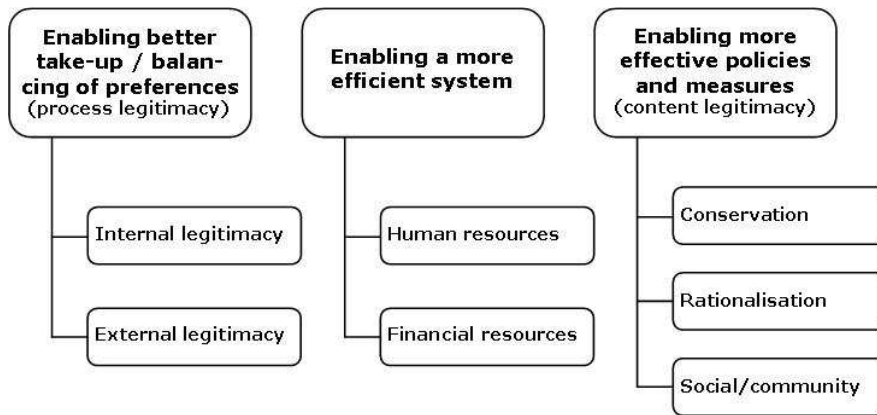 Enabling better
take-up / balan-
cing of preferences
(process legitimacy)
Internal legitimacy
External legitimacy
Enabling a more
efficient system
Human resources
Financial resources
Enabling more
effective policies
and measures
(content legitimacy)
Conservation
Rationalisation
Social/community